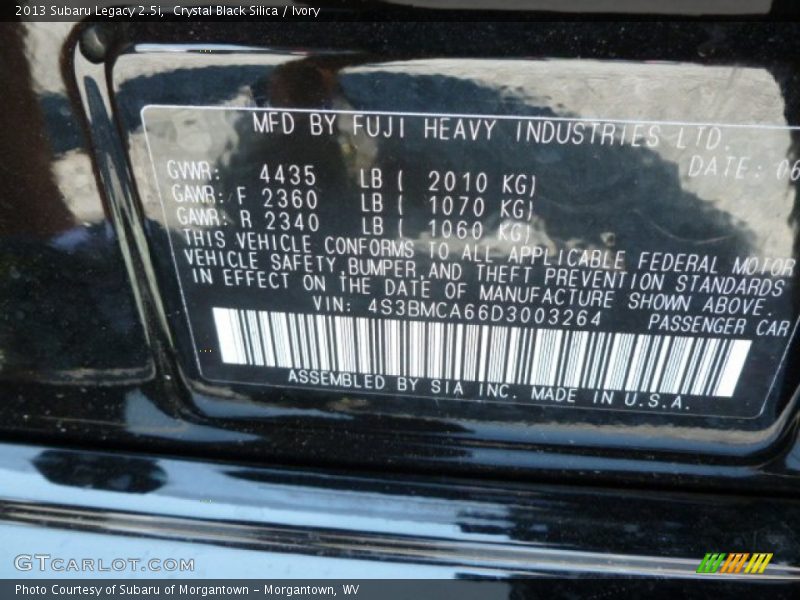 2013 Subaru Legacy 2.5i, Crystal Black Silica / Ivory
MFD BY FUJI HEAVY INDUSTRIES LTD.
DATE: 06
GVWR: 4435 LB ( 2010 KG)
GAWR: F 2360 LB ( 1070 KG)
GAWR: R 2340 LB ( 1060 KG)
THIS VEHICLE CONFORMS TO ALL APPLICABLE FEDERAL MOTOR
VEHICLE SAFETY,BUMPER,AND THEFT PREVENTION STANDARDS
IN EFFECT ON THE DATE OF MANUFACTURE SHOWN ABOVE.
VIN: 4S3BMCA66D3003264 PASSENGER CAR
ASSEMBLED BY SIA INC. MADE IN U.S.A.
GTCARLOT.COM
Photo Courtesy of Subaru of Morgantown - Morgantown, WV